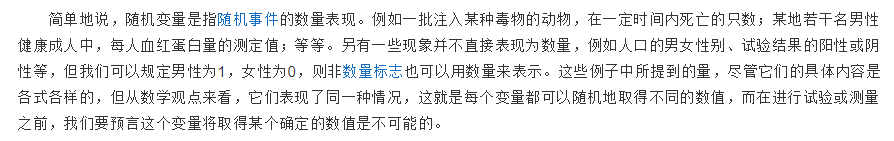 简单地说，随机变量是指随机事件的数量表现。例如一批注入某种毒物的动物，在一定时间内死亡的只数；某地若干名男性
健康成人中，每人血红蛋白量的测定值；等等。另有一些现象并不直接表现为数量，例如人口的男女性别、试验结果的阳性或阴
性等，但我们可以规定男性为1，女性为0，则非数量标志也可以用数量来表示。这些例子中所提到的量，尽管它们的具体内容是
各式各样的，但从数学观点来看，它们表现了同一种情况，这就是每个变量都可以随机地取得不同的数值，而在进行试验或测量
之前，我们要预言这个变量将取得某个确定的数值是不可能的。